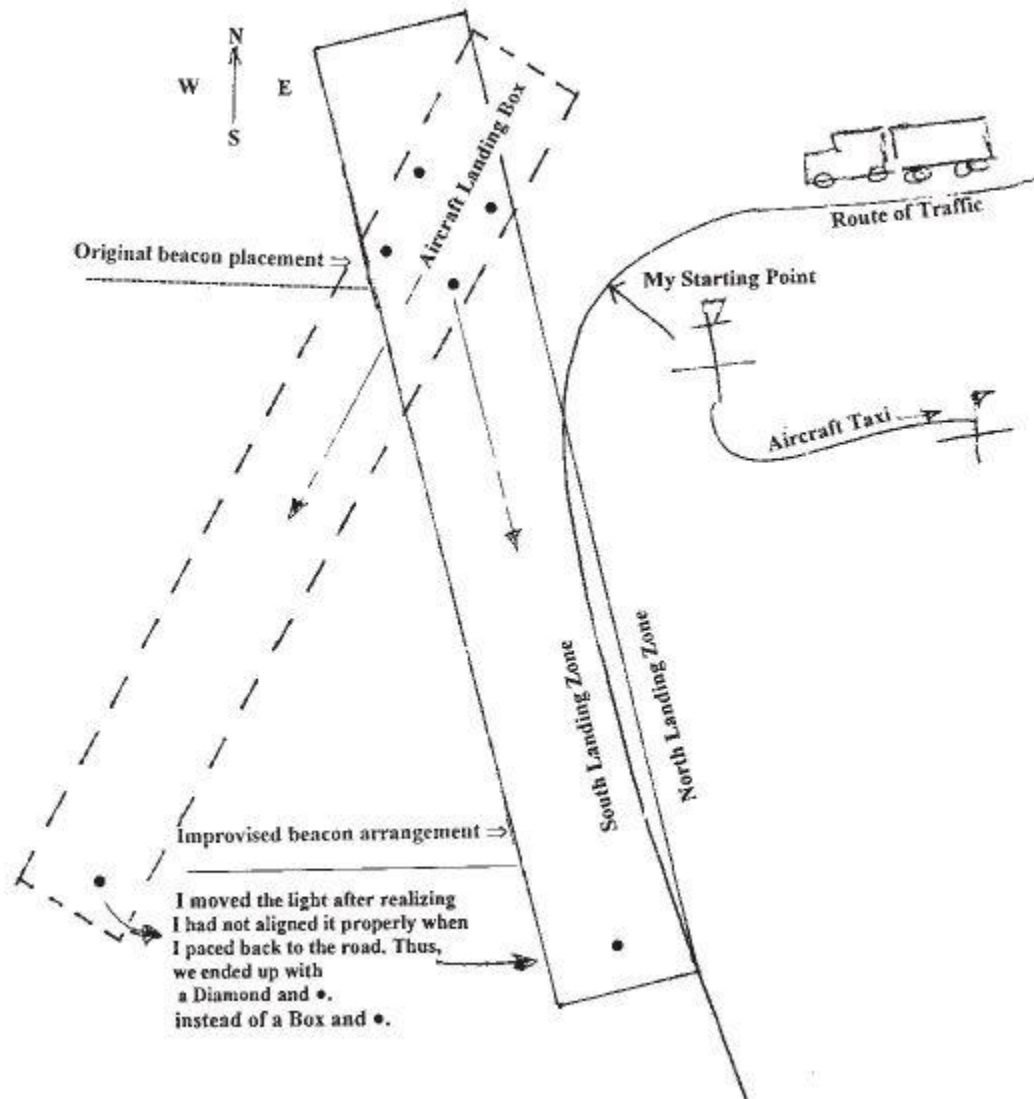 N
W E
S
Aircraft Landing Box
Route of Traffic
Original beacon placement ⇒
My Starting Point
Aircraft Taxi
South Landing Zone
North Landing Zone
Improvised beacon arrangement ⇒
I moved the light after realizing
I had not aligned it properly when
I paced back to the road. Thus,
we ended up with
a Diamond and •.
instead of a Box and •.